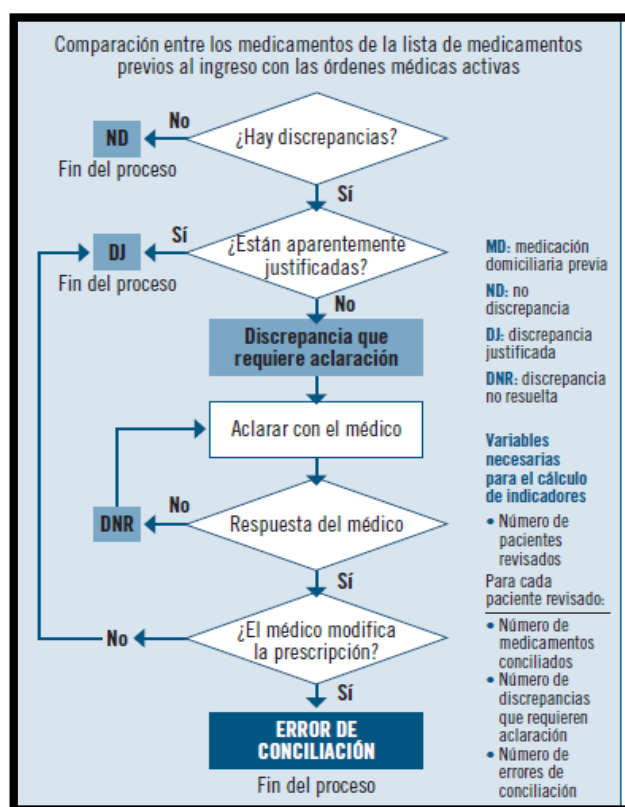 Comparación entre los medicamentos de la lista de medicamentos
previos al ingreso con las órdenes médicas activas
¿Hay discrepancias?
No
ND
Fin del proceso
Sí
¿Están aparentemente
justificadas?
Sí
DJ
Fin del proceso
No
Discrepancia que
requiere aclaración
Aclarar con el médico
Respuesta del médico
No
DNR
Sí
¿El médico modifica
la prescripción?
No
Sí
ERROR DE
CONCILIACIÓN
Fin del proceso
MD: medicación
domiciliaria previa
ND: no
discrepancia
DJ: discrepancia
justificada
DNR: discrepancia
no resuelta
Variables
necesarias
para el cálculo
de indicadores
• Número de
pacientes
revisados
Para cada
paciente revisado:
• Número de
medicamentos
conciliados
• Número de
discrepancias
que requieren
aclaración
• Número de
errores de
conciliación